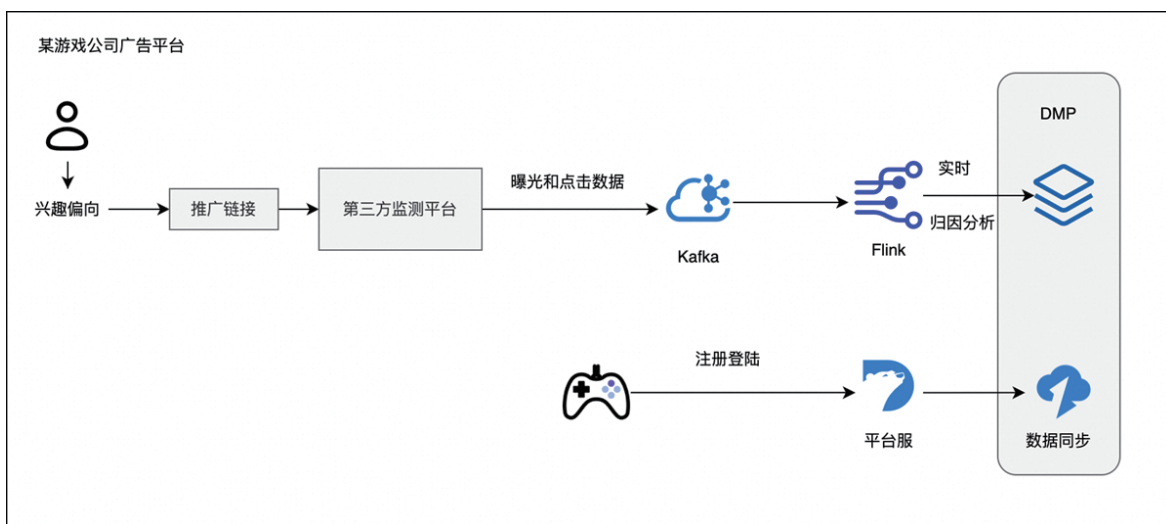 某游戏公司广告平台
DMP
实时
曝光和点击数据
兴趣偏向
推广链接
第三方监测平台
归因分析
Kafka
Flink
注册登陆
平台服
数据同步